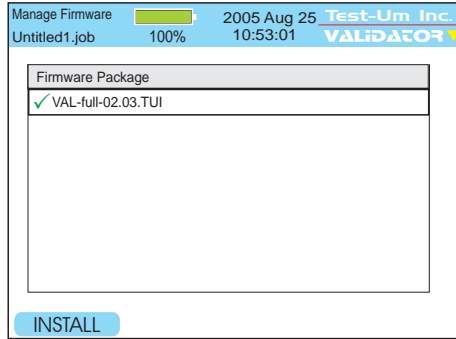 Manage Firmware 2005 Aug 25 Test-Um Inc.
Untitled1.job 100% 10:53:01 VALiDATOR
Firmware Package
VAL-full-02.03.TUI
INSTALL